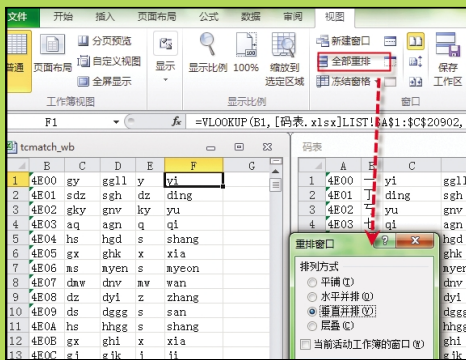 文件 开始 插入 页面布局 公式 数据 审阅 视图
普通 页面布局 分页预览 自定义视图 全屏显示 显示 显示比例 100% 缩放到选定区域 新建窗口 全部重排 冻结窗格 保存工作区
工作簿视图 显示比例 窗口
F1 fx =VLOOKUP(B1,[码表.xlsx]LIST!$A$1:$C$20902,
tcmatch_wb 码表
B C D E F G A B C
1 4E00 gy ggll y yi 1 4E00 一 yi ggll
2 4E01 sdz sgh dz ding 2 4E01 丁 ding sgh
3 4E02 gky gnv ky yu 3 4E02 yu gnv
4 4E03 aq agn q qi 4 4E03 qi agn
5 4E04 hs hgd s shang
6 4E05 gx ghk x xia
7 4E06 ms myen s myeon
8 4E07 dnw dnv mw wan
9 4E08 dz dyi z zhang
10 4E09 ds dggg s san
11 4E0A hs hhgg s shang
12 4E0B gx ghi x xia
13 4E0C gj gjk j ji
重排窗口
排列方式
平铺(T)
水平并排(O)
垂直并排(V)
层叠(C)
当前活动工作簿的窗口(W)